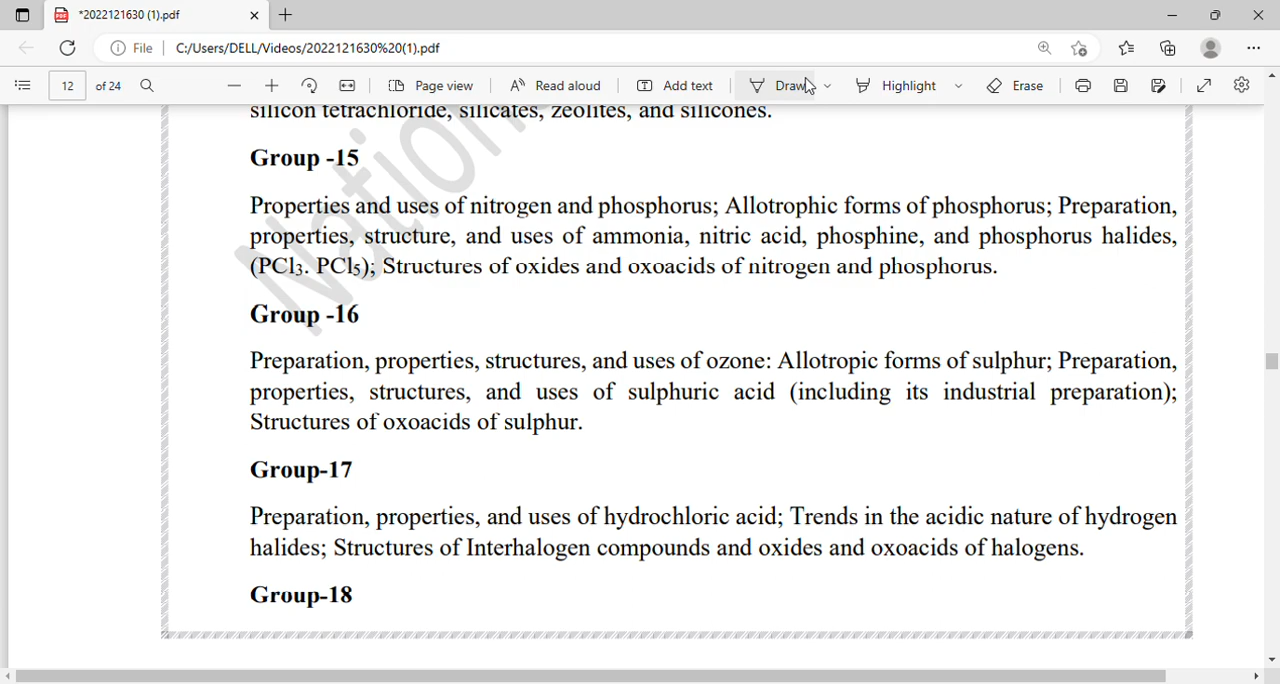 *2022121630 (1).pdf
File C:/Users/DELL/Videos/2022121630%20(1).pdf
12 of 24 Page view Read aloud Add text Draw Highlight Erase
silicon tetrachloride, silicates, zeolites, and silicones.
Group -15
Properties and uses of nitrogen and phosphorus; Allotrophic forms of phosphorus; Preparation,
properties, structure, and uses of ammonia, nitric acid, phosphine, and phosphorus halides,
(PCl3. PCl5); Structures of oxides and oxoacids of nitrogen and phosphorus.
Group -16
Preparation, properties, structures, and uses of ozone: Allotropic forms of sulphur; Preparation,
properties, structures, and uses of sulphuric acid (including its industrial preparation);
Structures of oxoacids of sulphur.
Group-17
Preparation, properties, and uses of hydrochloric acid; Trends in the acidic nature of hydrogen
halides; Structures of Interhalogen compounds and oxides and oxoacids of halogens.
Group-18